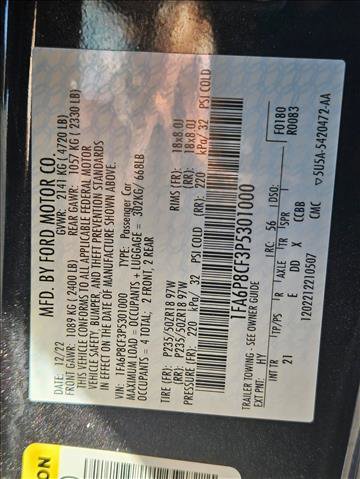 MFD. BY FORD MOTOR CO.
DATE: 12/22
GVWR: 2141 KG ( 4720 LB)
FRONT GAWR: 1089 KG ( 2400 LB)
REAR GAWR: 1057 KG ( 2330 LB)
THIS VEHICLE CONFORMS TO ALL APPLICABLE FEDERAL MOTOR
VEHICLE SAFETY, BUMPER, AND THEFT PREVENTION STANDARDS
IN EFFECT ON THE DATE OF MANUFACTURE SHOWN ABOVE.
VIN: 1FA6P8CF3P5301000
TYPE: Passenger Car
MAXIMUM LOAD = OCCUPANTS + LUGGAGE = 302KG/ 668LB
OCCUPANTS = 4 TOTAL; 2 FRONT, 2 REAR
TIRE (FR): P235/50ZR18 97W RIMS (FR): 18x8.0J
(RR): P235/50ZR18 97W (RR): 18x8.0J
PRESSURE (FR): 220 kPa/ 32 PSI COLD (RR): 220 kPa/ 32 PSI COLD
1FA6P8CF3P5301000
TRAILER TOWING- SEE OWNER GUIDE
F0180
R0083
EXT PNT: HY RC: 56 DSO:
INT TR TP/PS R AXLE TR SPR
21 I E DD X
CCBB
1202212210507 CMC 5U5A-5420472-AA
ON